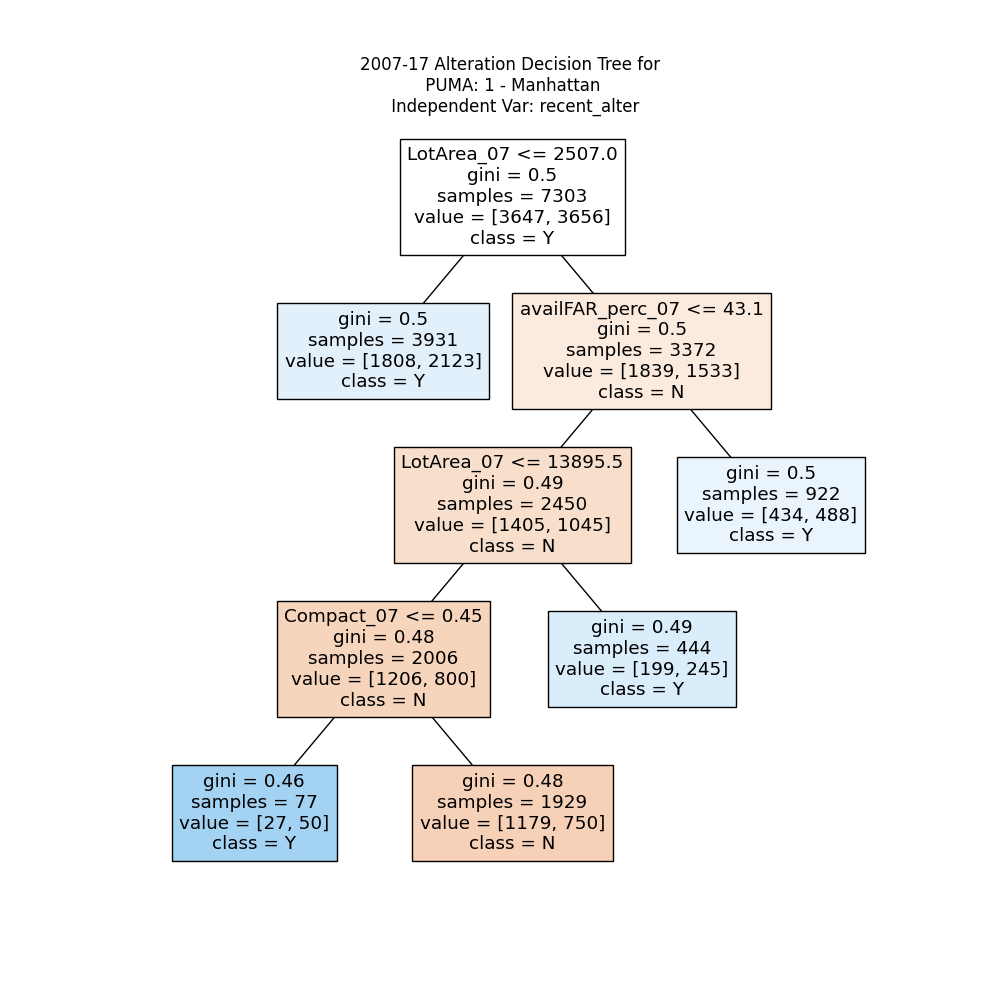 2007-17 Alteration Decision Tree for
PUMA: 1 - Manhattan
Independent Var: recent_alter
LotArea_07 <= 2507.0
gini = 0.5
samples = 7303
value = [3647, 3656]
class = Y
gini = 0.5
samples = 3931
value = [1808, 2123]
class = Y
availFAR_perc_07 <= 43.1
gini = 0.5
samples = 3372
value = [1839, 1533]
class = N
LotArea_07 <= 13895.5
gini = 0.49
samples = 2450
value = [1405, 1045]
class = N
gini = 0.5
samples = 922
value = [434, 488]
class = Y
Compact_07 <= 0.45
gini = 0.48
samples = 2006
value = [1206, 800]
class = N
gini = 0.49
samples = 444
value = [199, 245]
class = Y
gini = 0.46
samples = 77
value = [27, 50]
class = Y
gini = 0.48
samples = 1929
value = [1179, 750]
class = N